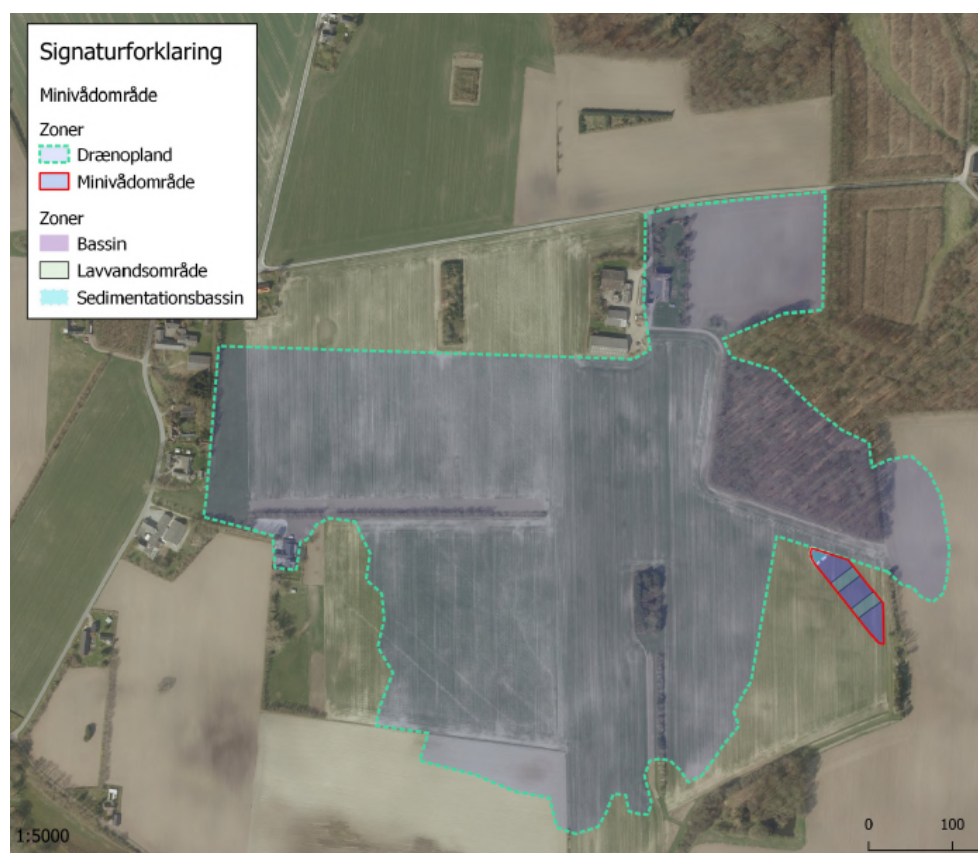 Signaturforklaring
Minivådområde
Zoner
Drænopland
Minivådområde
Zoner
Bassin
Lavvandsområde
Sedimentationsbassin
1:5000
0 100